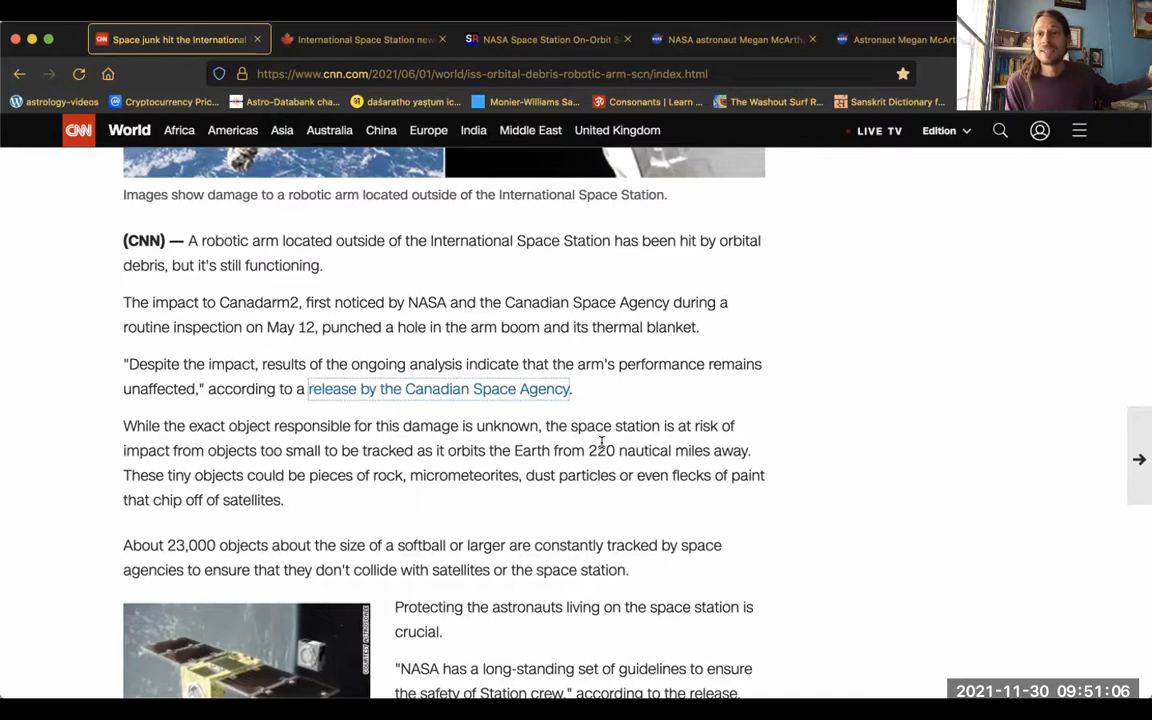 Space junk hit the International
International Space Station new
NASA Space Station On-Orbit S
NASA astronaut Megan McArth
Astronaut Megan McArt
https://www.cnn.com/2021/06/01/world/iss-orbital-debris-robotic-arm-scn/index.html
astrology-videos
Cryptocurrency Pric...
Astro-Databank cha...
daśaratho yaṣṭum ic...
Monier-Williams Sa...
Consonants | Learn ...
The Washout Surf R...
Sanskrit Dictionary f
CNN World Africa Americas Asia Australia China Europe India Middle East United Kingdom LIVE TV Edition
Images show damage to a robotic arm located outside of the International Space Station.
(CNN) — A robotic arm located outside of the International Space Station has been hit by orbital
debris, but it's still functioning.
The impact to Canadarm2, first noticed by NASA and the Canadian Space Agency during a
routine inspection on May 12, punched a hole in the arm boom and its thermal blanket.
"Despite the impact, results of the ongoing analysis indicate that the arm's performance remains
unaffected," according to a release by the Canadian Space Agency.
While the exact object responsible for this damage is unknown, the space station is at risk of
impact from objects too small to be tracked as it orbits the Earth from 220 nautical miles away.
These tiny objects could be pieces of rock, micrometeorites, dust particles or even flecks of paint
that chip off of satellites.
About 23,000 objects about the size of a softball or larger are constantly tracked by space
agencies to ensure that they don't collide with satellites or the space station.
COURTESY ASTROSCALE
Protecting the astronauts living on the space station is
crucial.
"NASA has a long-standing set of guidelines to ensure
the safety of Station crew," according to the release.
2021-11-30 09:51:06